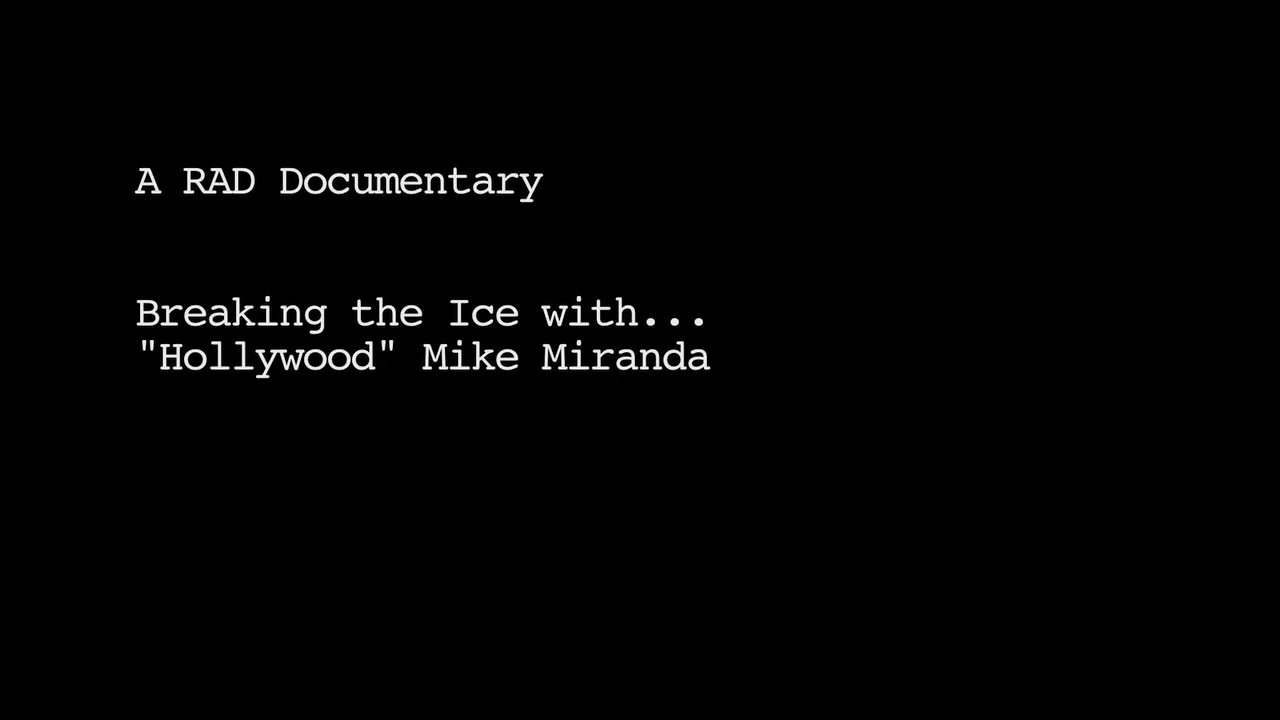 A RAD Documentary
Breaking the Ice with...
"Hollywood" Mike Miranda